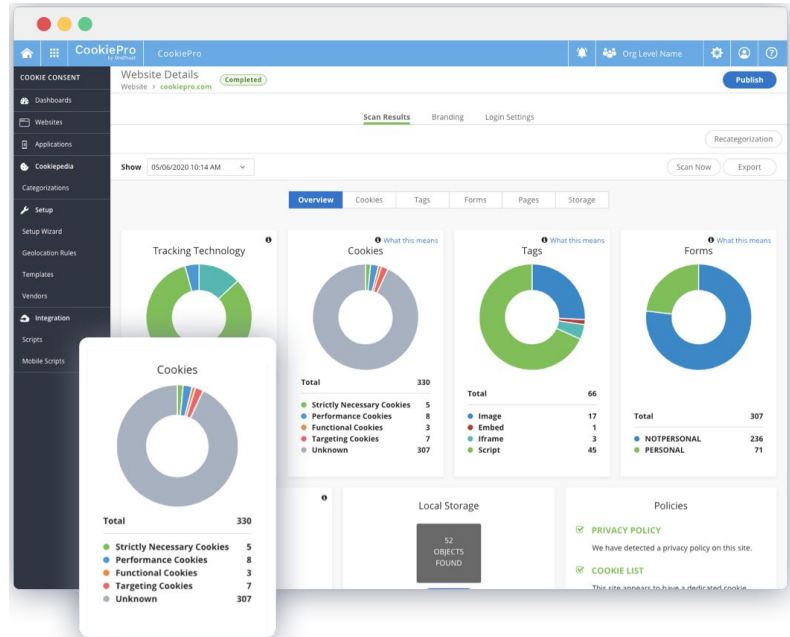 CookiePro
by OneTrust
CookiePro
Org Level Name
COOKIE CONSENT
Dashboards
Websites
Applications
Cookiepedia
Categorizations
Setup
Setup Wizard
Geolocation Rules
Templates
Vendors
Integration
Scripts
Mobile Scripts
Website Details
Completed
Website > cookiepro.com
Publish
Scan Results Branding Login Settings
Recategorization
Show 05/06/2020 10:14 AM
Scan Now Export
Overview Cookies Tags Forms Pages Storage
Tracking Technology
What this means
Cookies
Total 330
Strictly Necessary Cookies 5
Performance Cookies 8
Functional Cookies 3
Targeting Cookies 7
Unknown 307
What this means
Tags
Total 66
Image 17
Embed 1
Iframe 3
Script 45
What this means
Forms
Total 307
NOTPERSONAL 236
PERSONAL 71
Cookies
Total 330
Strictly Necessary Cookies 5
Performance Cookies 8
Functional Cookies 3
Targeting Cookies 7
Unknown 307
Local Storage
52
OBJECTS
FOUND
Policies
PRIVACY POLICY
We have detected a privacy policy on this site.
COOKIE LIST
This site appears to have a dedicated cookie